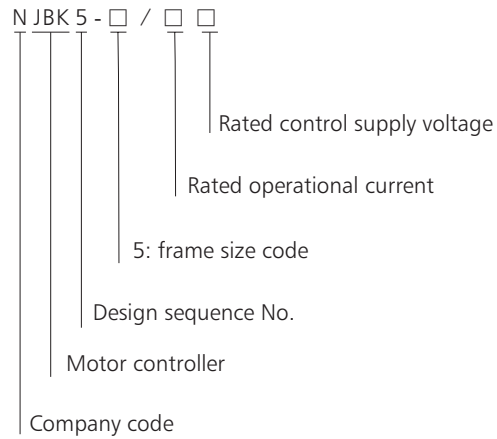 N JBK 5 - □ / □ □
Rated control supply voltage
Rated operational current
5: frame size code
Design sequence No.
Motor controller
Company code